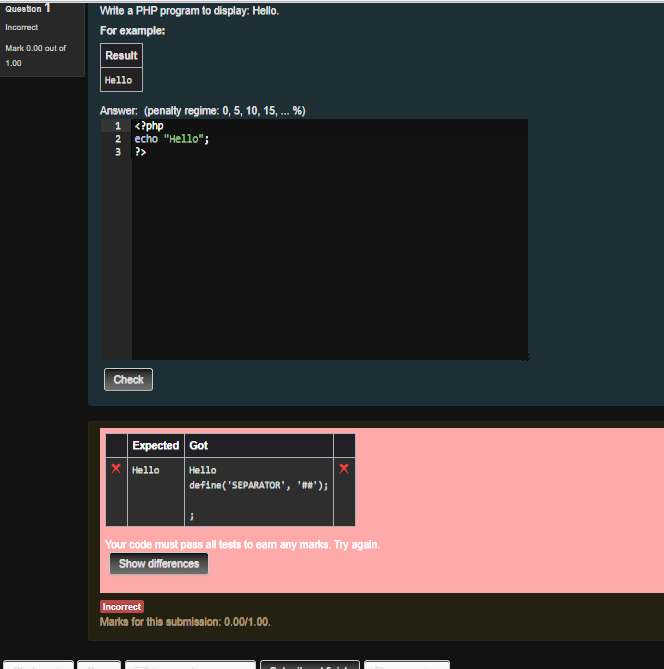 Question 1
Incorrect
Mark 0.00 out of
1.00
Write a PHP program to display: Hello.
For example:
Result
Hello
Answer: (penalty regime: 0, 5, 10, 15, ... %)
1 <?php
2 echo "Hello";
3 ?>
Check
Expected Got
Hello Hello
define('SEPARATOR', '##');
;
Your code must pass all tests to earn any marks. Try again.
Show differences
Incorrect
Marks for this submission: 0.00/1.00.